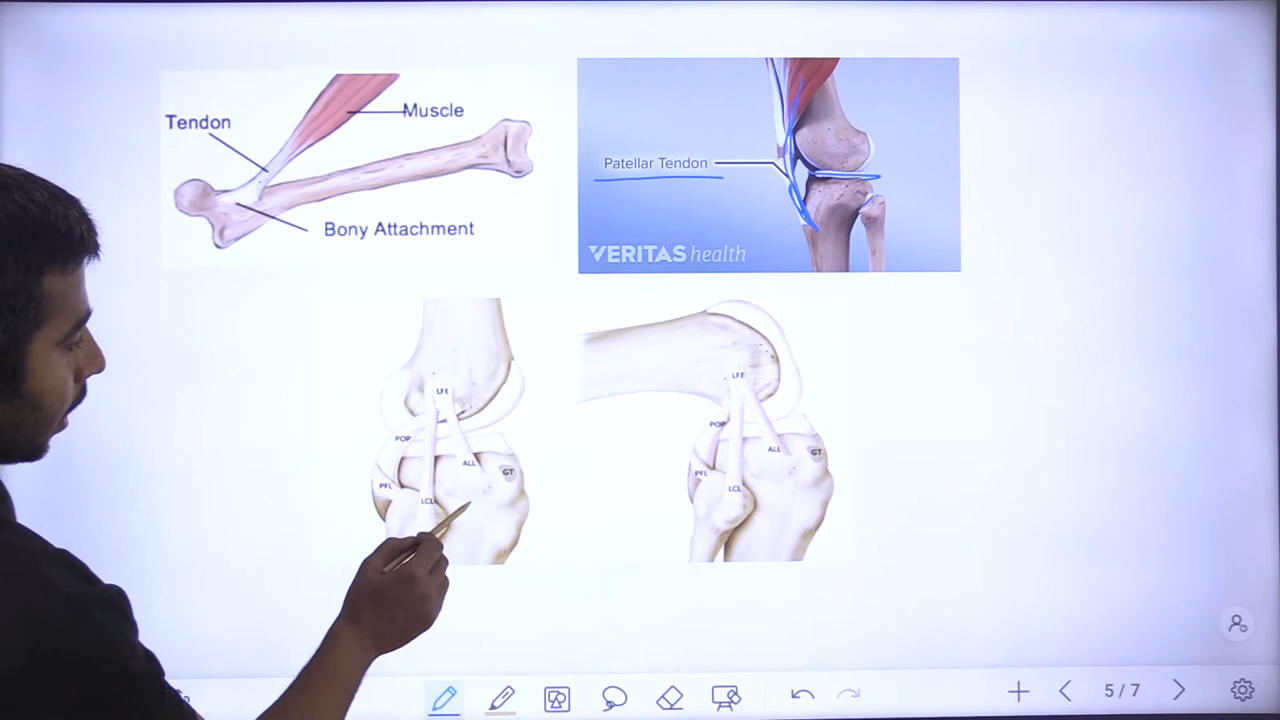 Tendon
Muscle
Bony Attachment
Patellar Tendon
VERITAS health
LFE
POP
ALL
GT
PFL
LCL
LFE
POP
ALL
GT
PFL
LCL
5 / 7